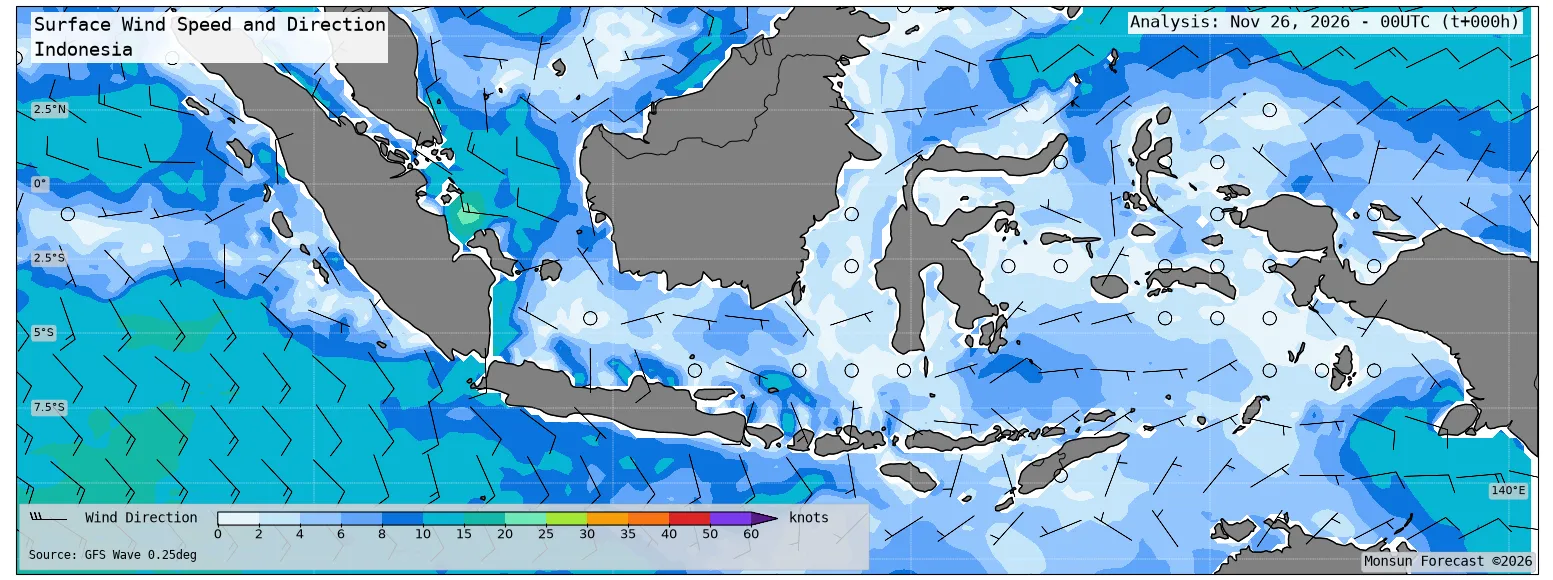 Surface Wind Speed and Direction
Indonesia
Analysis: Nov 26, 2026 - 00UTC (t+000h)
2.5°N
0°
2.5°S
5°S
7.5°S
140°E
Wind Direction
0 2 4 6 8 10 15 20 25 30 35 40 50 60 knots
Source: GFS Wave 0.25deg
Monsun Forecast ©2026